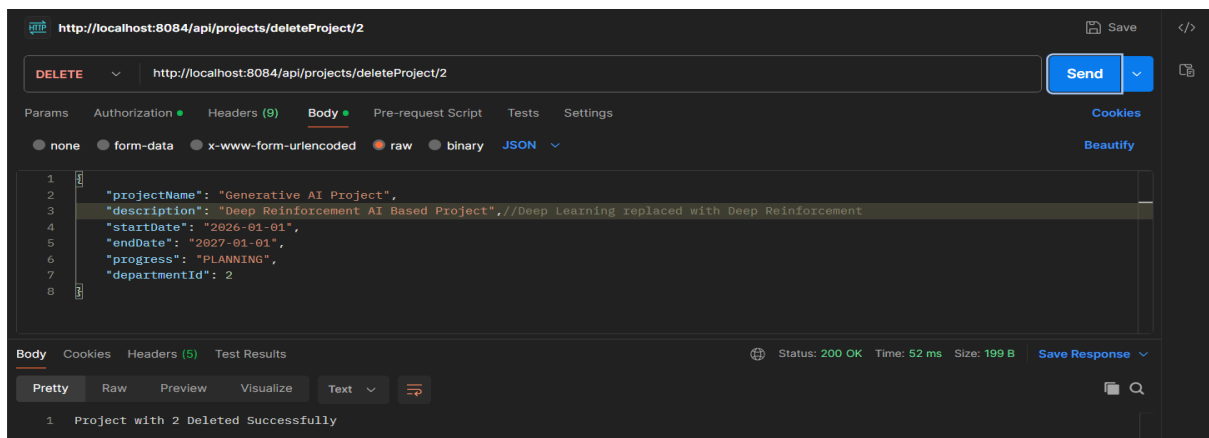 HTTP http://localhost:8084/api/projects/deleteProject/2 Save </>
DELETE http://localhost:8084/api/projects/deleteProject/2 Send
Params Authorization Headers (9) Body Pre-request Script Tests Settings Cookies
none form-data x-www-form-urlencoded raw binary JSON Beautify
1 {
2 "projectName": "Generative AI Project",
3 "description": "Deep Reinforcement AI Based Project",//Deep Learning replaced with Deep Reinforcement
4 "startDate": "2026-01-01",
5 "endDate": "2027-01-01",
6 "progress": "PLANNING",
7 "departmentId": 2
8 }
Body Cookies Headers (5) Test Results Status: 200 OK Time: 52 ms Size: 199 B Save Response
Pretty Raw Preview Visualize Text
1 Project with 2 Deleted Successfully